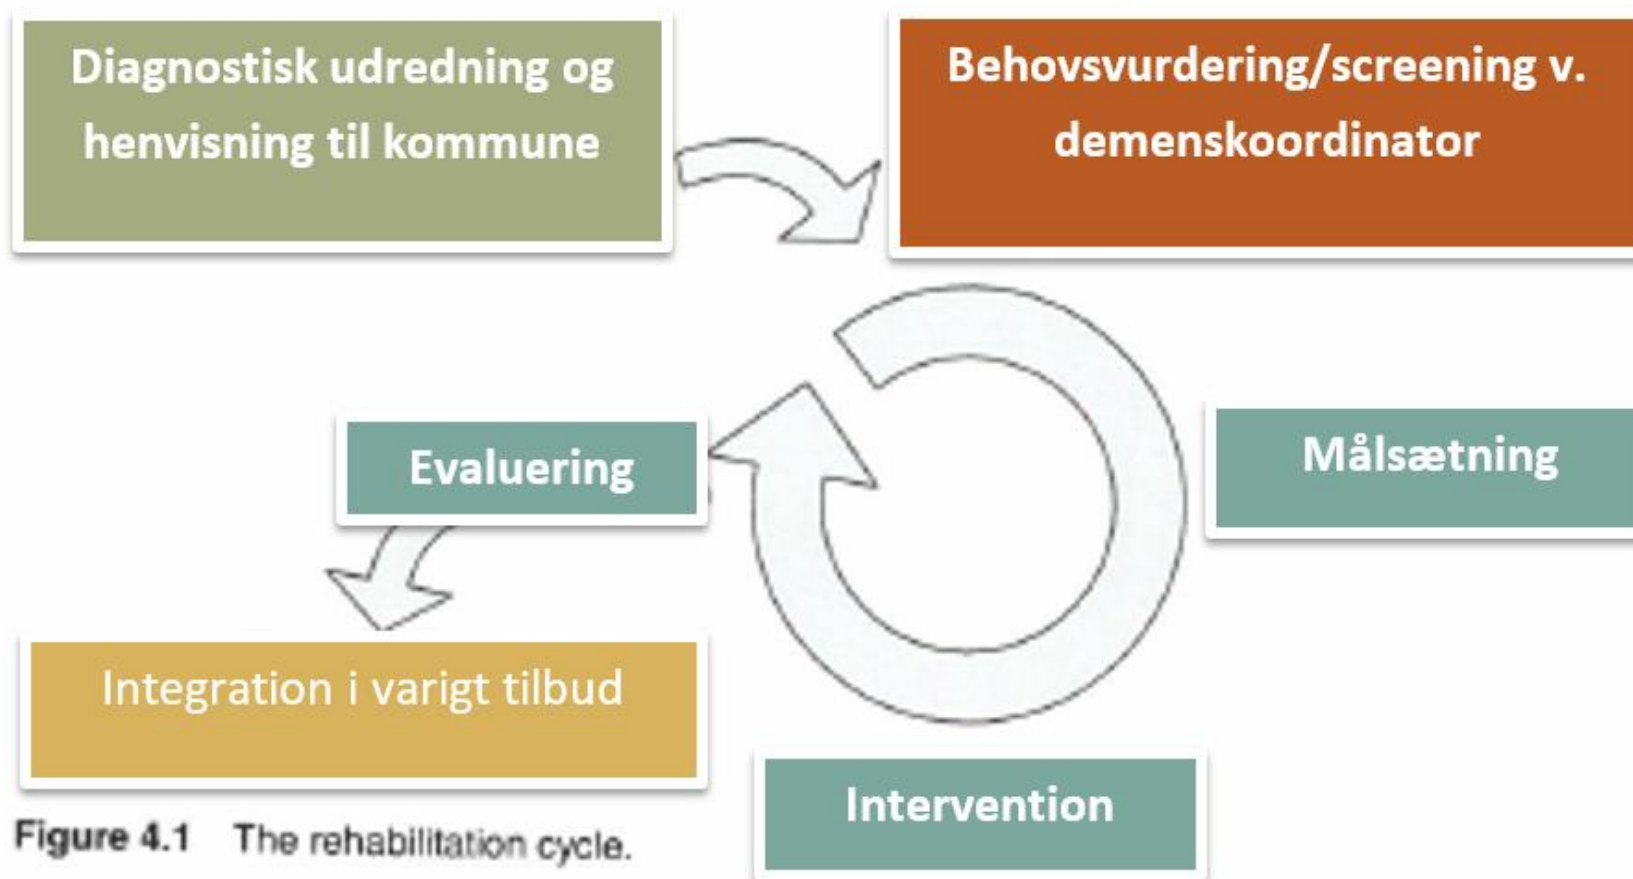 Diagnostisk udredning og
henvisning til kommune
Behovsvurdering/screening v.
demenskoordinator
Evaluering
Målsætning
Integration i varigt tilbud
Intervention
Figure 4.1 The rehabilitation cycle.